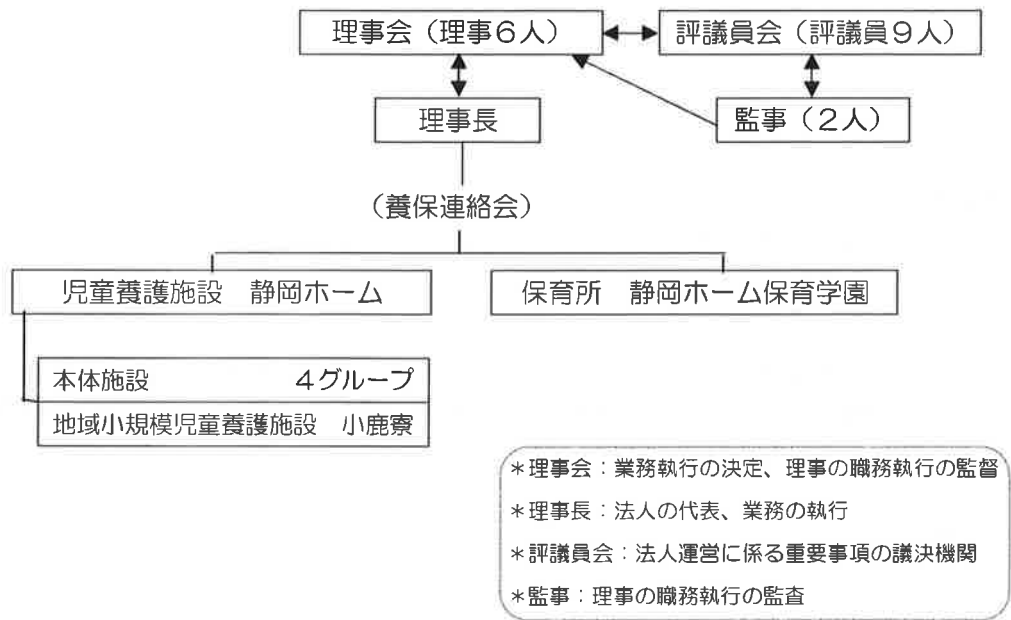 理事会（理事６人）
評議員会（評議員９人）
理事長
監事（２人）
（養保連絡会）
児童養護施設　静岡ホーム
保育所　静岡ホーム保育学園
本体施設　４グループ
地域小規模児童養護施設　小鹿寮
＊理事会：業務執行の決定、理事の職務執行の監督
＊理事長：法人の代表、業務の執行
＊評議員会：法人運営に係る重要事項の議決機関
＊監事：理事の職務執行の監査